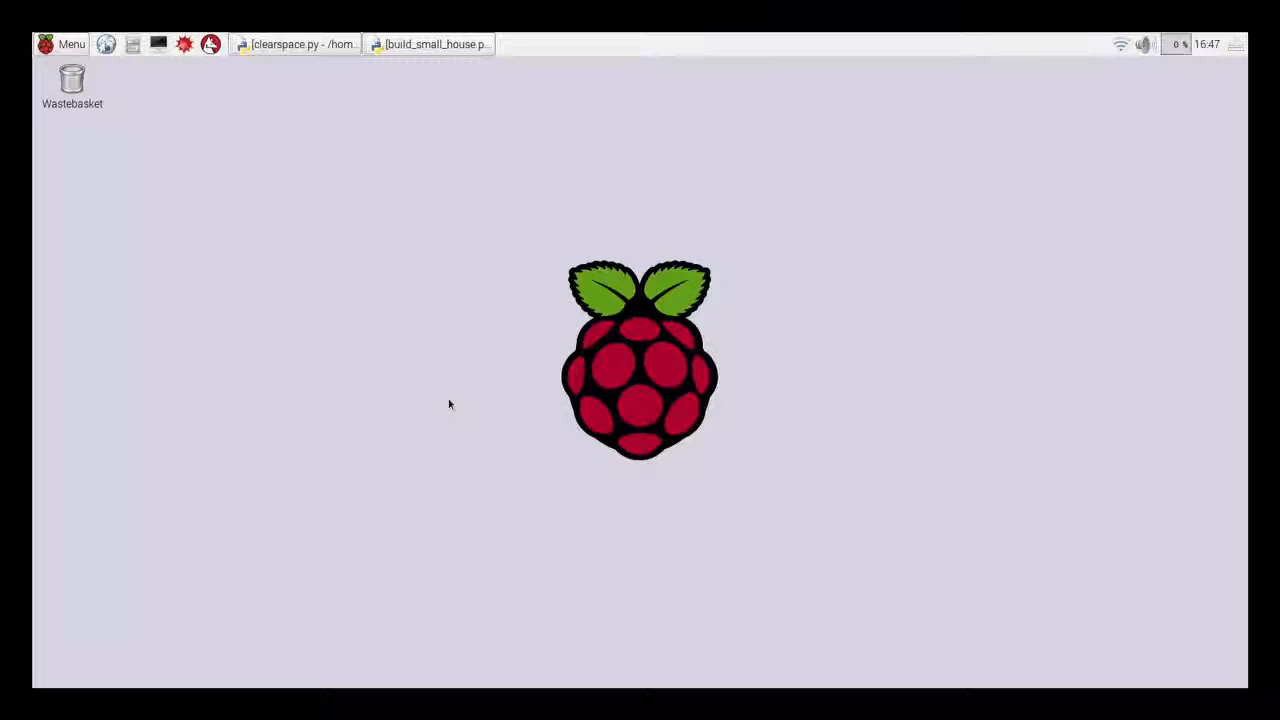 Menu
[clearspace.py - /hom...
[build_small_house.p...
0 %
16:47
Wastebasket